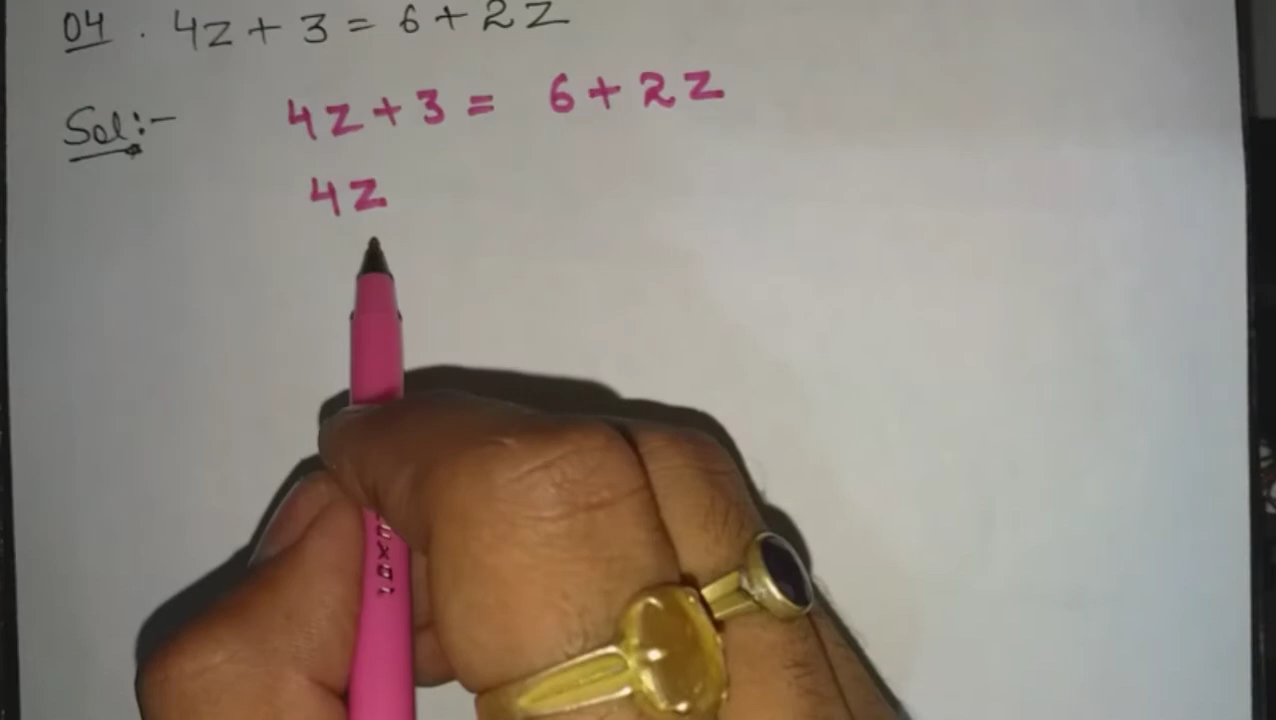 04. 4z + 3 = 6 + 2z
Sol:- 4z + 3 = 6 + 2z
4z